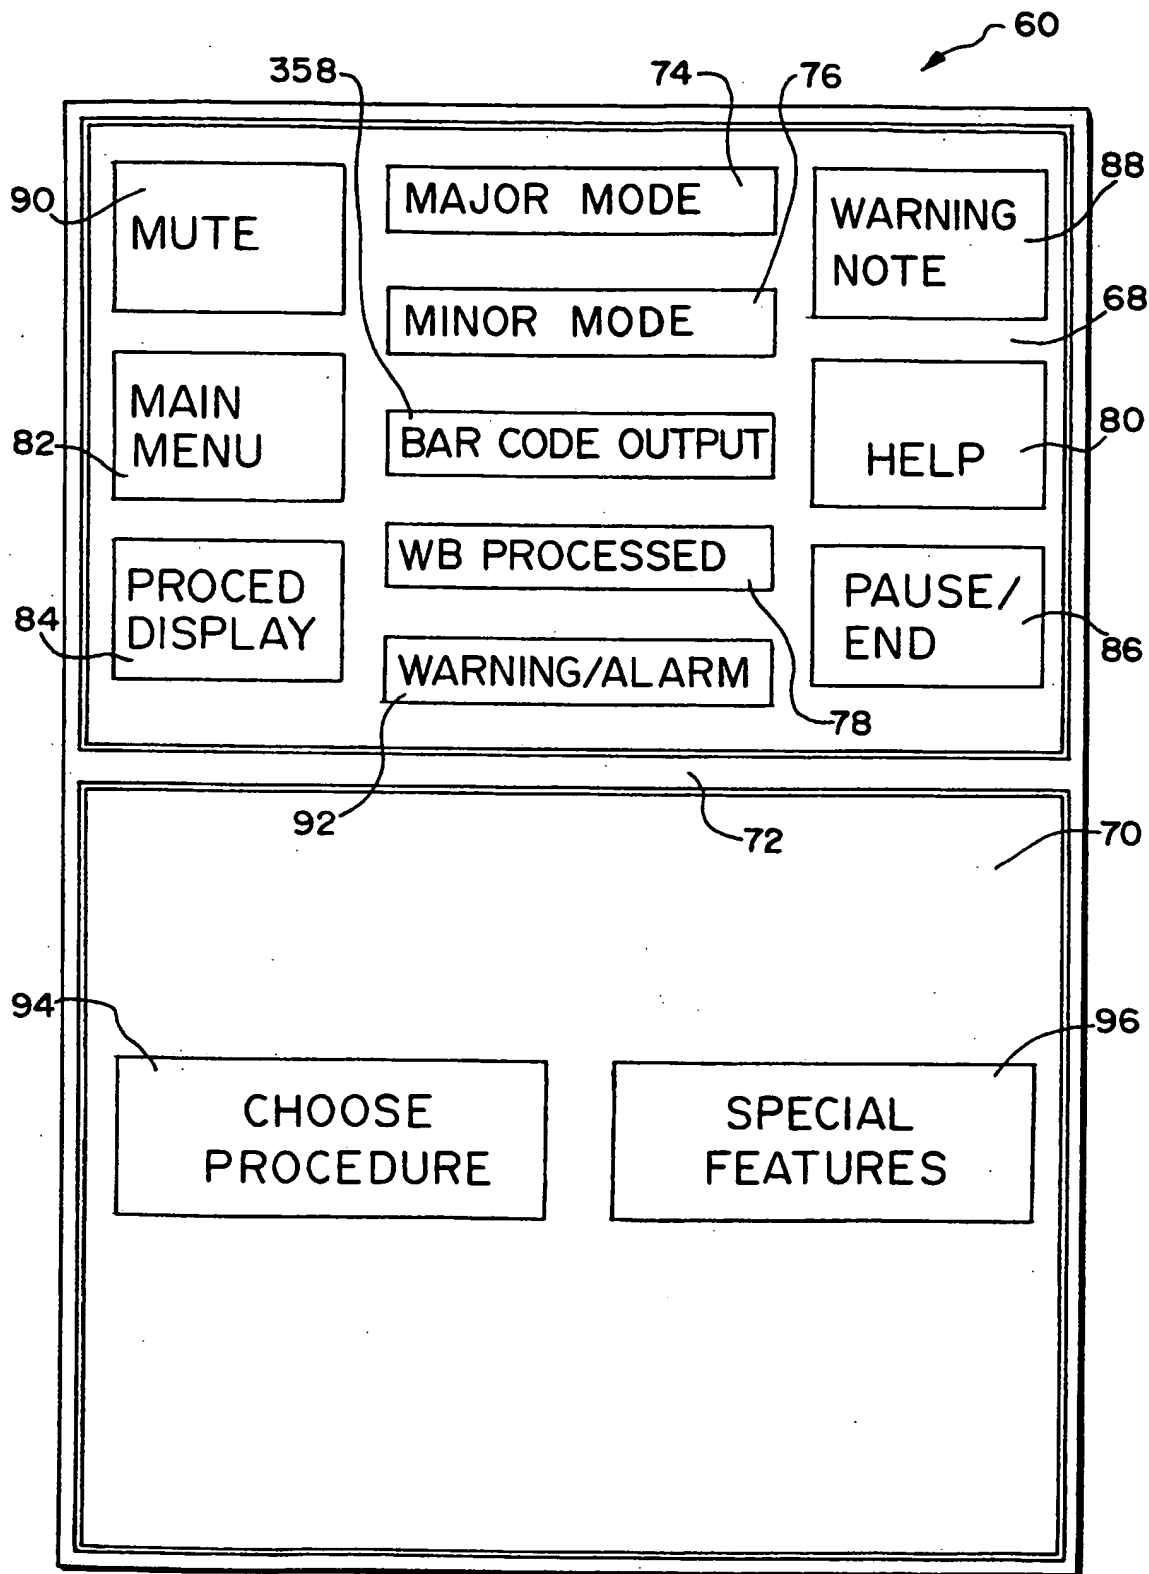 60
358
74
76
90
MUTE
MAJOR MODE
WARNING
NOTE
88
MINOR MODE
68
MAIN
MENU
82
BAR CODE OUTPUT
HELP
80
PROCED
DISPLAY
84
WB PROCESSED
PAUSE/
END
86
WARNING/ALARM
78
92
72
70
94
96
CHOOSE
PROCEDURE
SPECIAL
FEATURES